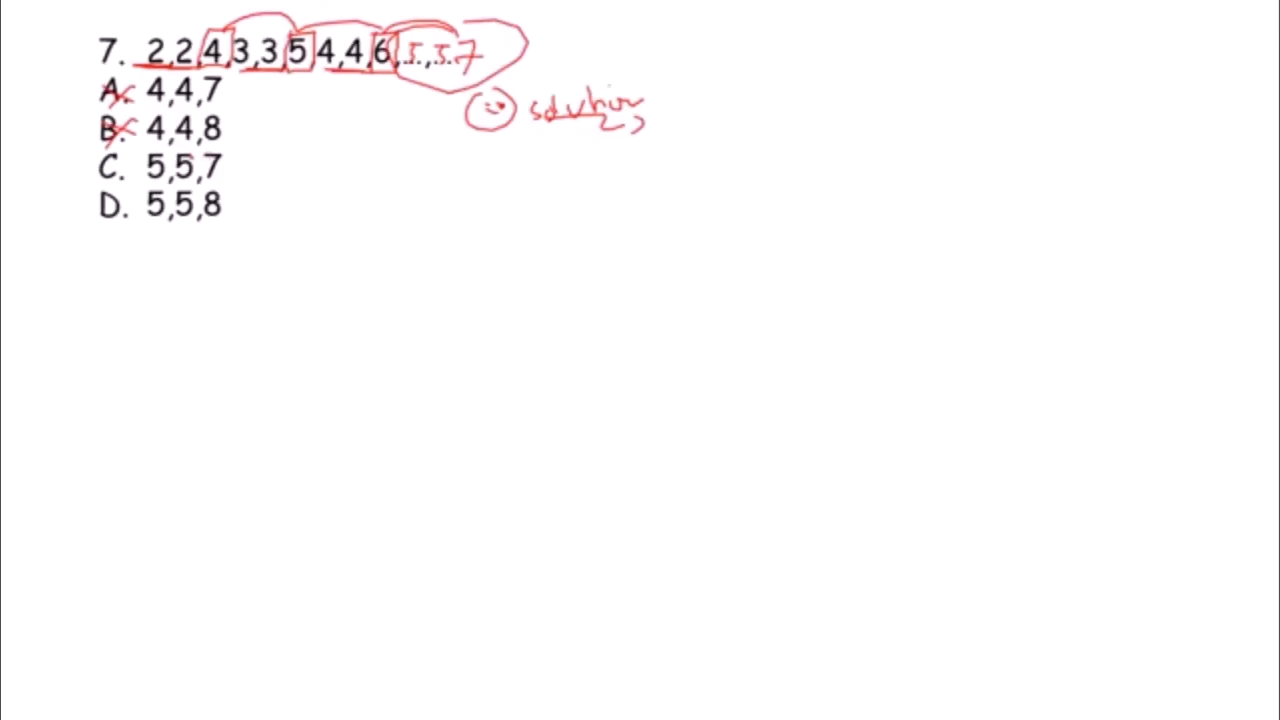 7. 2,2,4,3,3,5,4,4,6,..5..,..5..7
A. 4,4,7
B. 4,4,8
solution
C. 5,5,7
D. 5,5,8